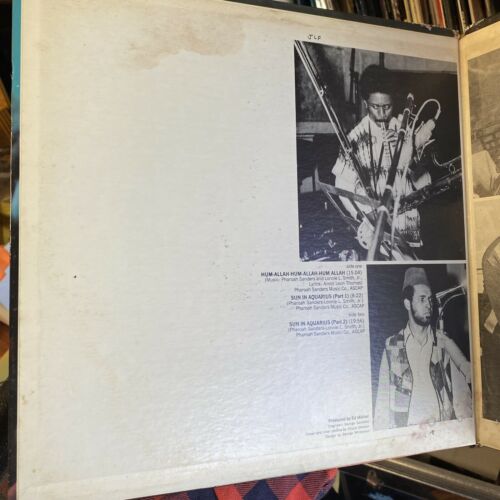 JLP
side one
HUM-ALLAH-HUM-ALLAH-HUM ALLAH (15:04)
(Music: Pharoah Sanders and Lonnie L. Smith, Jr.;
Lyrics: Amosis Leon Thomas)
Pharoah Sanders Music Co., ASCAP
SUN IN AQUARIUS (Part 1) (8:22)
(Pharoah Sanders-Lonnie L. Smith, Jr.)
Pharoah Sanders Music Co., ASCAP
side two
SUN IN AQUARIUS (Part 2) (19:54)
(Pharoah Sanders-Lonnie L. Smith, Jr.)
Pharoah Sanders Music Co., ASCAP
Produced by Ed Michel